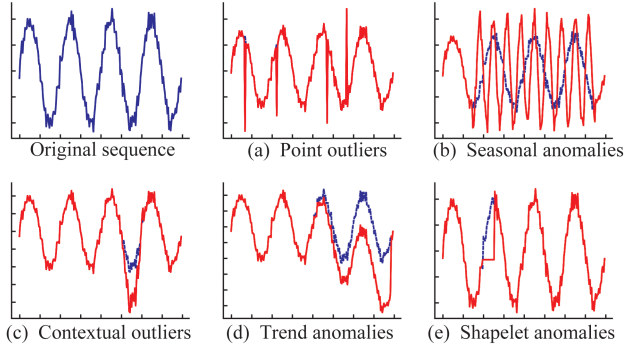 Original sequence
(a) Point outliers
(b) Seasonal anomalies
(c) Contextual outliers
(d) Trend anomalies
(e) Shapelet anomalies